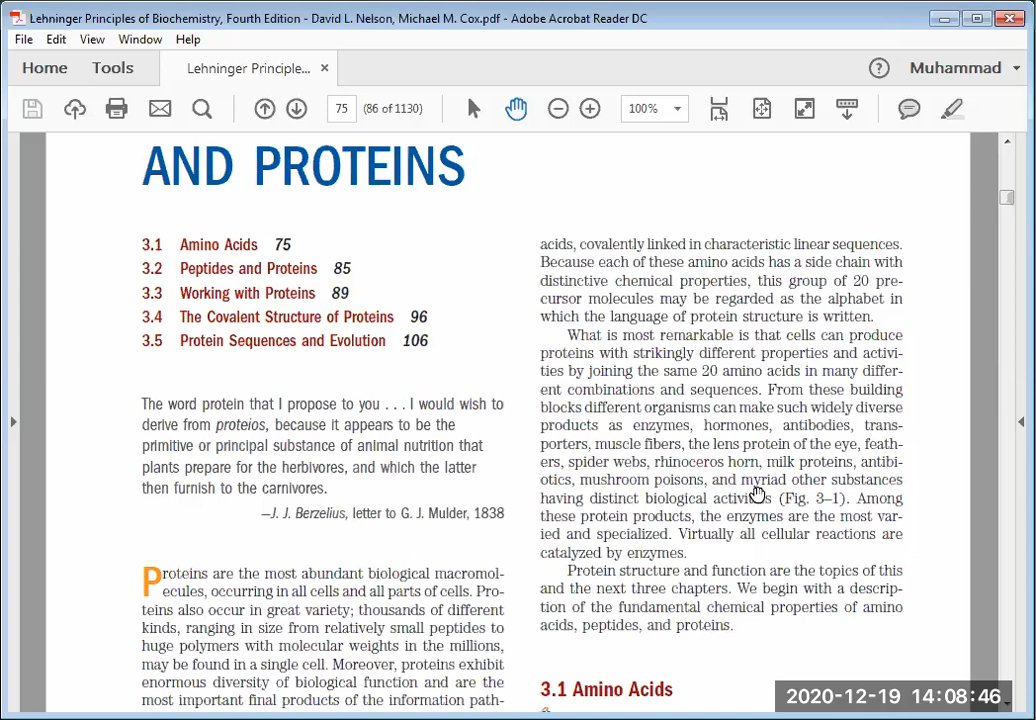 Lehninger Principles of Biochemistry, Fourth Edition - David L. Nelson, Michael M. Cox.pdf - Adobe Acrobat Reader DC
File Edit View Window Help
Home Tools Lehninger Principle... × ? Muhammad
75 (86 of 1130) 100%
AND PROTEINS
3.1 Amino Acids 75
3.2 Peptides and Proteins 85
3.3 Working with Proteins 89
3.4 The Covalent Structure of Proteins 96
3.5 Protein Sequences and Evolution 106
The word protein that I propose to you . . . I would wish to
derive from proteios, because it appears to be the
primitive or principal substance of animal nutrition that
plants prepare for the herbivores, and which the latter
then furnish to the carnivores.
—J. J. Berzelius, letter to G. J. Mulder, 1838
Proteins are the most abundant biological macromol-
ecules, occurring in all cells and all parts of cells. Pro-
teins also occur in great variety; thousands of different
kinds, ranging in size from relatively small peptides to
huge polymers with molecular weights in the millions,
may be found in a single cell. Moreover, proteins exhibit
enormous diversity of biological function and are the
most important final products of the information path-
acids, covalently linked in characteristic linear sequences.
Because each of these amino acids has a side chain with
distinctive chemical properties, this group of 20 pre-
cursor molecules may be regarded as the alphabet in
which the language of protein structure is written.
What is most remarkable is that cells can produce
proteins with strikingly different properties and activi-
ties by joining the same 20 amino acids in many differ-
ent combinations and sequences. From these building
blocks different organisms can make such widely diverse
products as enzymes, hormones, antibodies, trans-
porters, muscle fibers, the lens protein of the eye, feath-
ers, spider webs, rhinoceros horn, milk proteins, antibi-
otics, mushroom poisons, and myriad other substances
having distinct biological activities (Fig. 3–1). Among
these protein products, the enzymes are the most var-
ied and specialized. Virtually all cellular reactions are
catalyzed by enzymes.
Protein structure and function are the topics of this
and the next three chapters. We begin with a descrip-
tion of the fundamental chemical properties of amino
acids, peptides, and proteins.
3.1 Amino Acids
2020-12-19 14:08:46